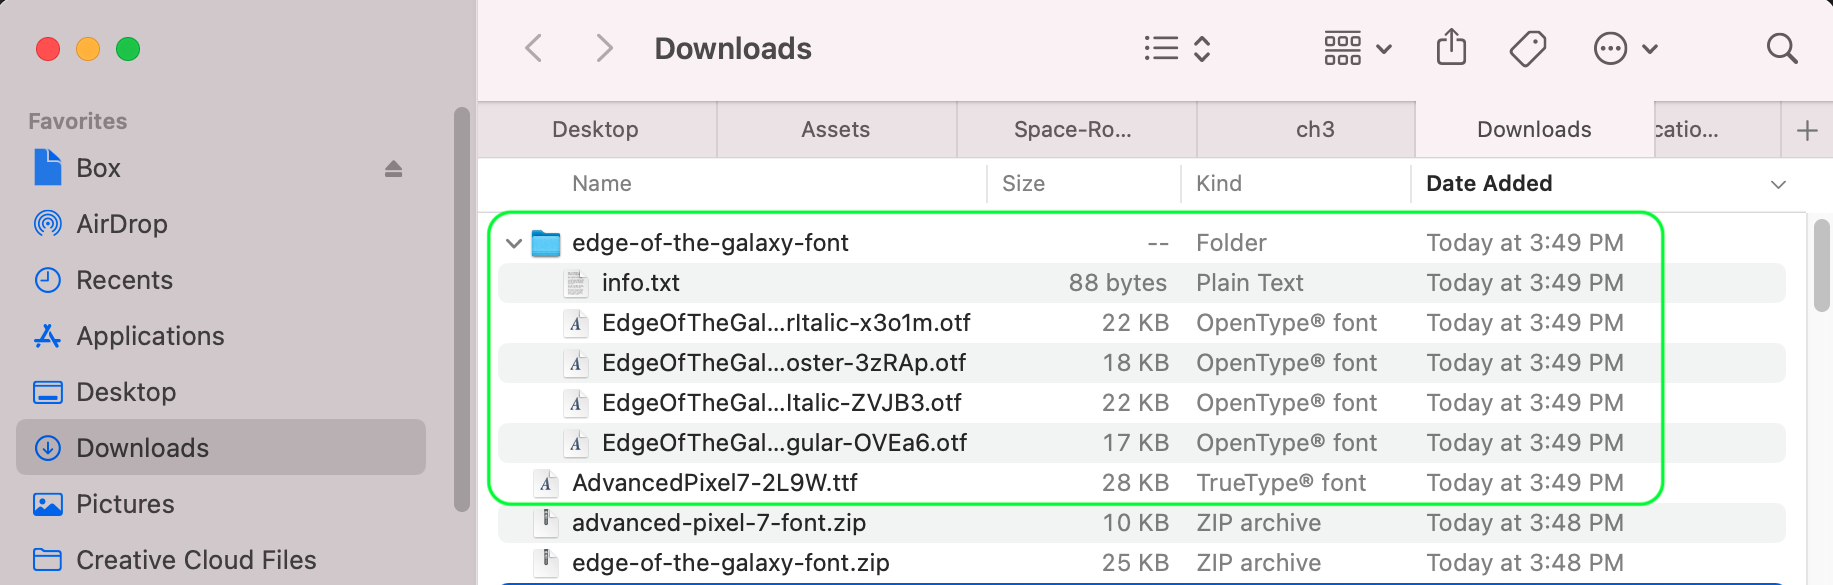 Downloads
Favorites
Box
AirDrop
Recents
Applications
Desktop
Downloads
Pictures
Creative Cloud Files
Desktop Assets Space-Ro... ch3 Downloads catio... +
Name Size Kind Date Added
edge-of-the-galaxy-font -- Folder Today at 3:49 PM
info.txt 88 bytes Plain Text Today at 3:49 PM
EdgeOfTheGal...rItalic-x3o1m.otf 22 KB OpenType® font Today at 3:49 PM
EdgeOfTheGal...oster-3zRAp.otf 18 KB OpenType® font Today at 3:49 PM
EdgeOfTheGal...Italic-ZVJB3.otf 22 KB OpenType® font Today at 3:49 PM
EdgeOfTheGal...gular-OVEa6.otf 17 KB OpenType® font Today at 3:49 PM
AdvancedPixel7-2L9W.ttf 28 KB TrueType® font Today at 3:49 PM
advanced-pixel-7-font.zip 10 KB ZIP archive Today at 3:48 PM
edge-of-the-galaxy-font.zip 25 KB ZIP archive Today at 3:48 PM